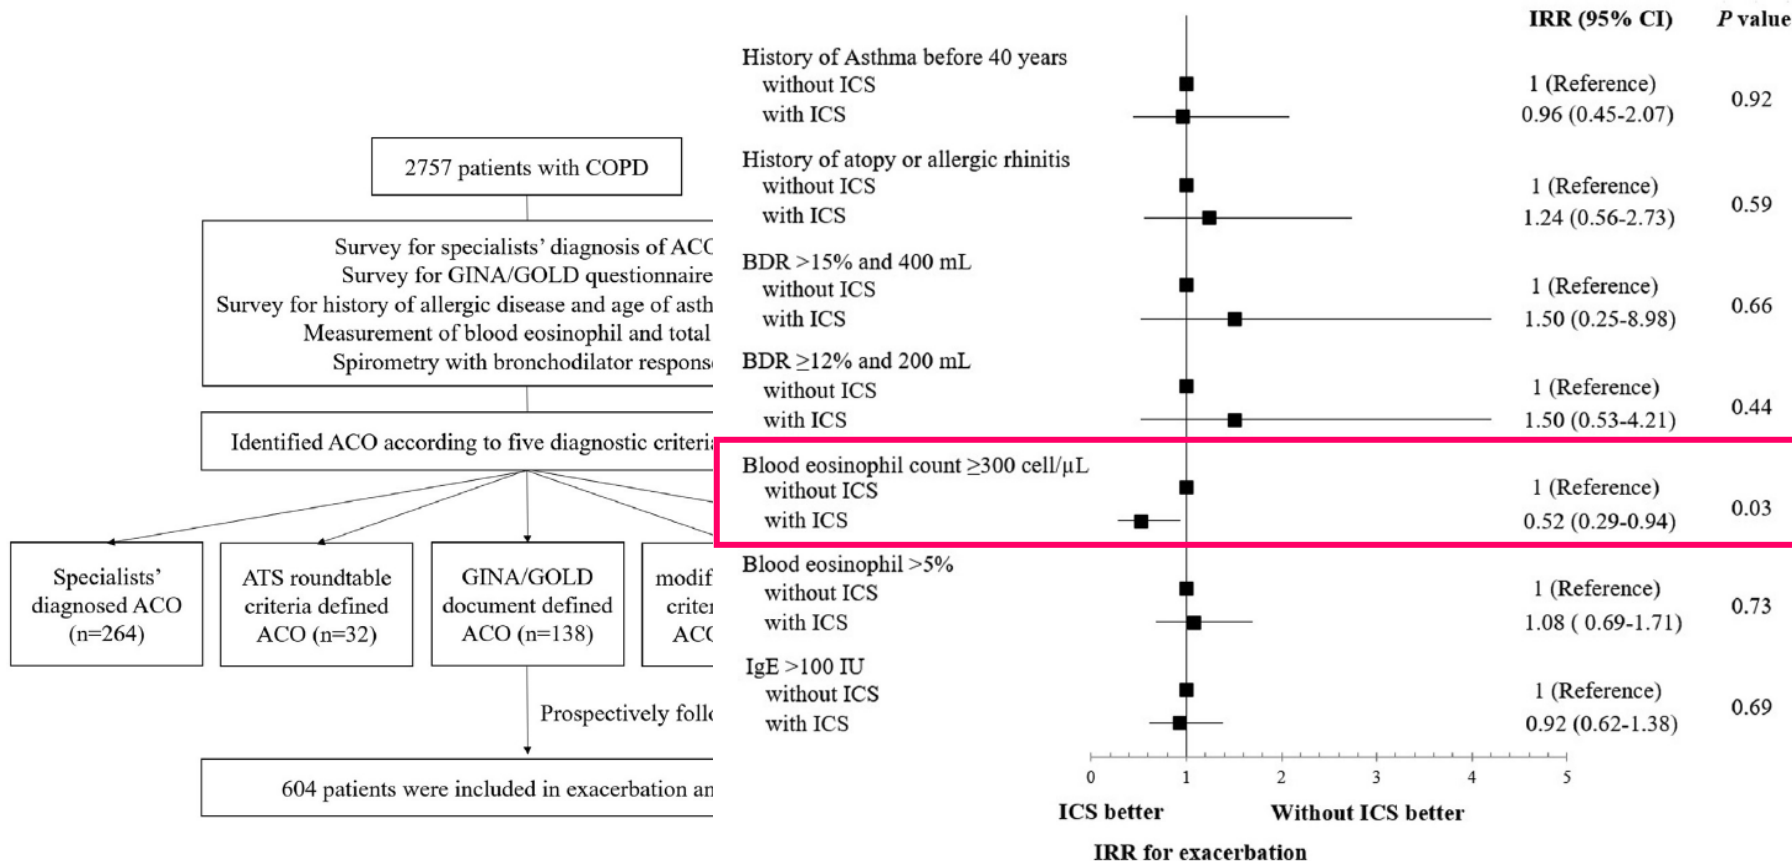 2757 patients with COPD
Survey for specialists' diagnosis of ACO
Survey for GINA/GOLD questionnaire
Survey for history of allergic disease and age of
Measurement of blood eosinophil and total
Spirometry with bronchodilator response
Identified ACO according to five diagnostic
Specialists'
diagnosed ACO
(n=264)
ATS roundtable
criteria defined
ACO (n=32)
GINA/GOLD
document defined
ACO (n=138)
Prospectively
604 patients were included in exacerbation
IRR (95% CI) P value
History of Asthma before 40 years
without ICS 1 (Reference)
0.92
with ICS 0.96 (0.45-2.07)
History of atopy or allergic rhinitis
without ICS 1 (Reference)
0.59
with ICS 1.24 (0.56-2.73)
BDR >15% and 400 mL
without ICS 1 (Reference)
0.66
with ICS 1.50 (0.25-8.98)
BDR ≥12% and 200 mL
without ICS 1 (Reference)
0.44
with ICS 1.50 (0.53-4.21)
Blood eosinophil count ≥300 cell/µL
without ICS 1 (Reference)
0.03
with ICS 0.52 (0.29-0.94)
Blood eosinophil >5%
without ICS 1 (Reference)
0.73
with ICS 1.08 ( 0.69-1.71)
IgE >100 IU
without ICS 1 (Reference)
0.69
with ICS 0.92 (0.62-1.38)
0 1 2 3 4 5
ICS better Without ICS better
IRR for exacerbation